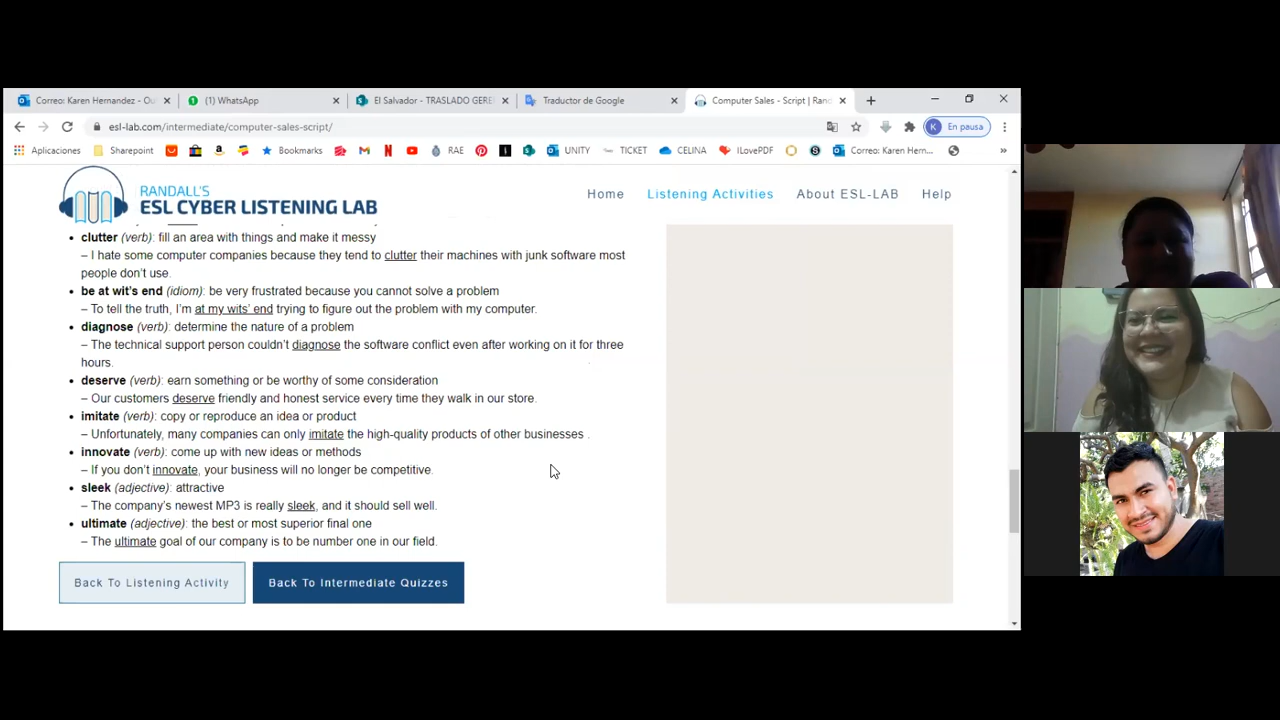 Correo: Karen Hernandez - Ou
(1) WhatsApp
El Salvador - TRASLADO GERE
Traductor de Google
Computer Sales - Script | Ran
esl-lab.com/intermediate/computer-sales-script/
En pausa
Aplicaciones
Sharepoint
Bookmarks
RAE
UNITY
TICKET
CELINA
ILovePDF
Correo: Karen Hern...
RANDALL'S
ESL CYBER LISTENING LAB
Home
Listening Activities
About ESL-LAB
Help
• clutter (verb): fill an area with things and make it messy
– I hate some computer companies because they tend to clutter their machines with junk software most
people don't use.
• be at wit's end (idiom): be very frustrated because you cannot solve a problem
– To tell the truth, I'm at my wits' end trying to figure out the problem with my computer.
• diagnose (verb): determine the nature of a problem
– The technical support person couldn't diagnose the software conflict even after working on it for three
hours.
• deserve (verb): earn something or be worthy of some consideration
– Our customers deserve friendly and honest service every time they walk in our store.
• imitate (verb): copy or reproduce an idea or product
– Unfortunately, many companies can only imitate the high-quality products of other businesses .
• innovate (verb): come up with new ideas or methods
– If you don't innovate, your business will no longer be competitive.
• sleek (adjective): attractive
– The company's newest MP3 is really sleek, and it should sell well.
• ultimate (adjective): the best or most superior final one
– The ultimate goal of our company is to be number one in our field.
Back To Listening Activity
Back To Intermediate Quizzes